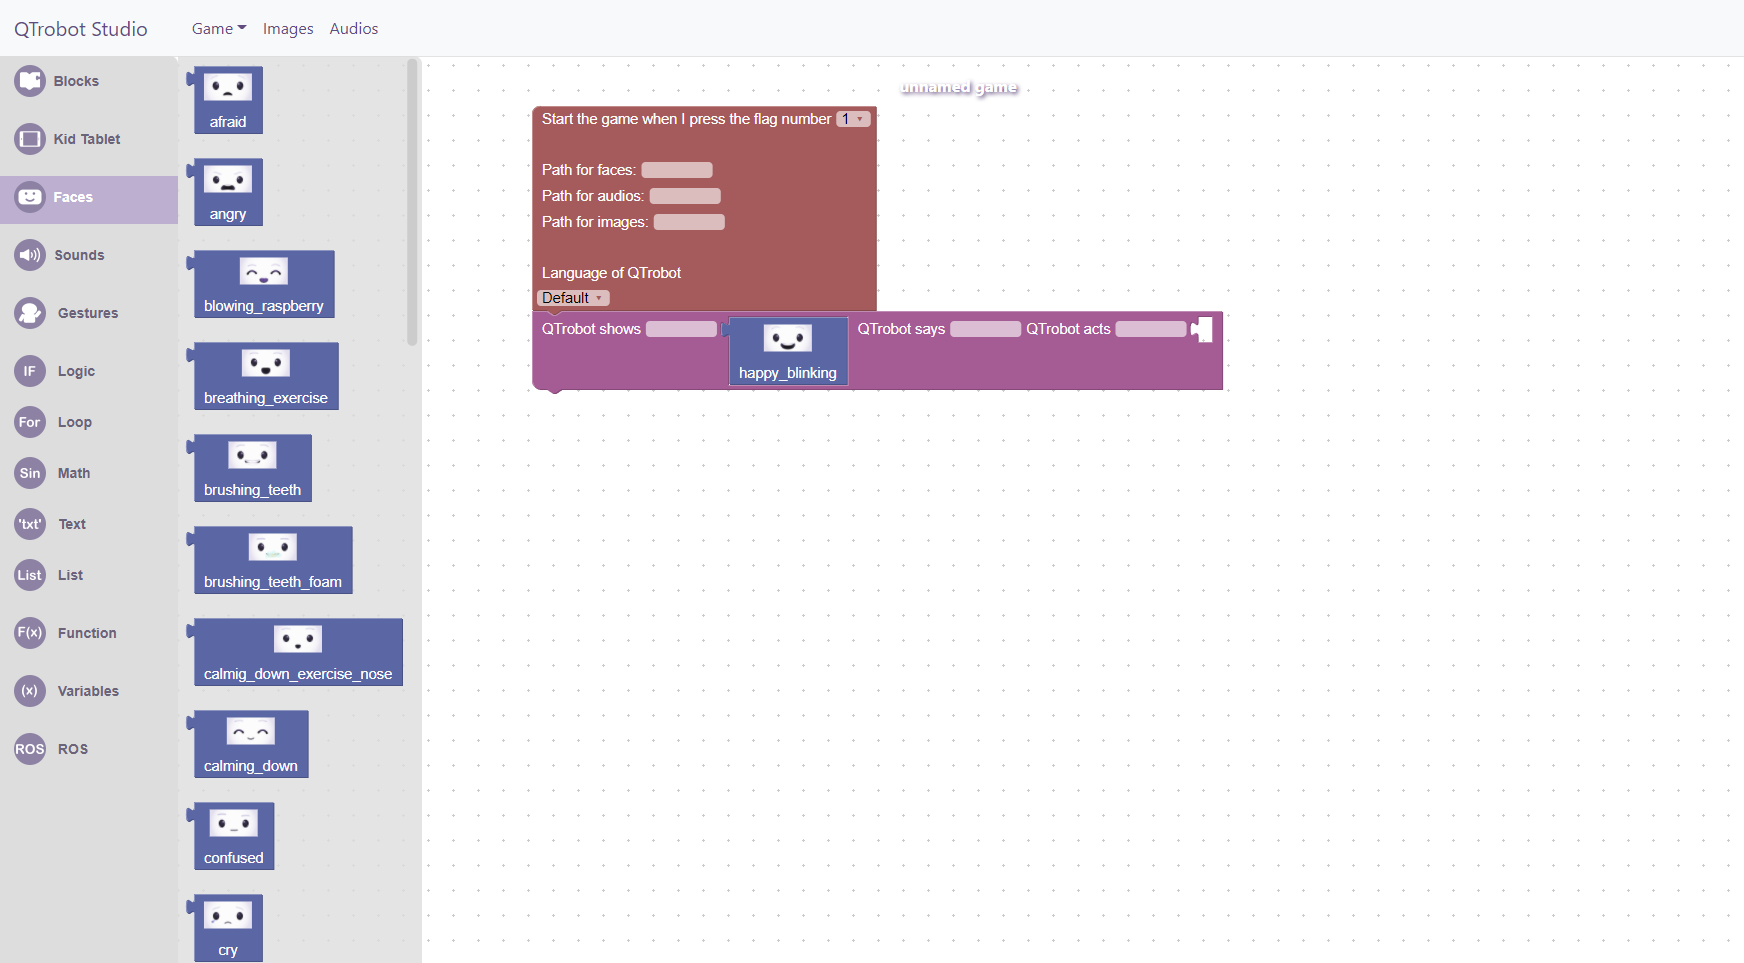 QTrobot Studio
Game Images Audios
Blocks
Kid Tablet
Faces
Sounds
Gestures
IF Logic
For Loop
Sin Math
'txt' Text
List List
F(x) Function
(x) Variables
ROS ROS
afraid
angry
blowing_raspberry
breathing_exercise
brushing_teeth
brushing_teeth_foam
calmig_down_exercise_nose
calming_down
confused
cry
unnamed game
Start the game when I press the flag number 1
Path for faces:
Path for audios:
Path for images:
Language of QTrobot
Default
QTrobot shows happy_blinking QTrobot says QTrobot acts